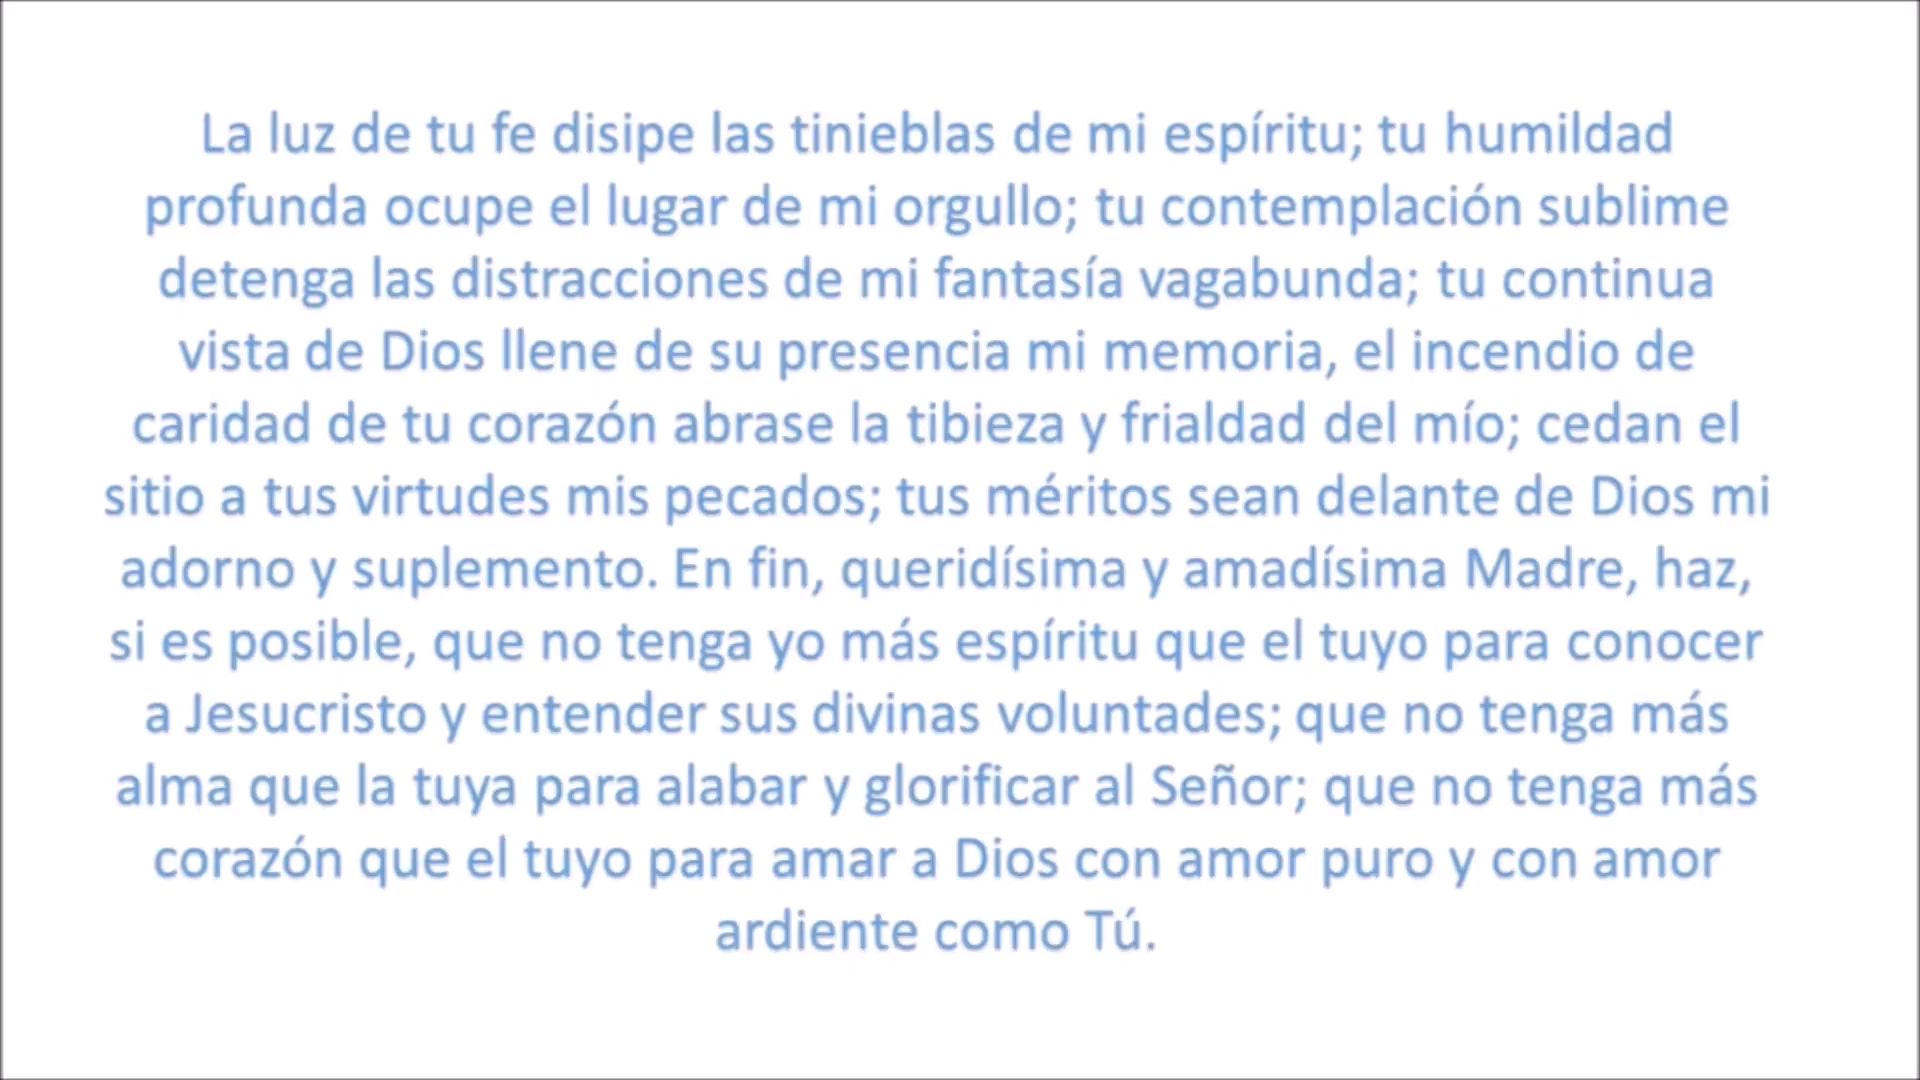 La luz de tu fe disipe las tinieblas de mi espíritu; tu humildad
profunda ocupe el lugar de mi orgullo; tu contemplación sublime
detenga las distracciones de mi fantasía vagabunda; tu continua
vista de Dios llene de su presencia mi memoria, el incendio de
caridad de tu corazón abrase la tibieza y frialdad del mío; cedan el
sitio a tus virtudes mis pecados; tus méritos sean delante de Dios mi
adorno y suplemento. En fin, queridísima y amadísima Madre, haz,
si es posible, que no tenga yo más espíritu que el tuyo para conocer
a Jesucristo y entender sus divinas voluntades; que no tenga más
alma que la tuya para alabar y glorificar al Señor; que no tenga más
corazón que el tuyo para amar a Dios con amor puro y con amor
ardiente como Tú.